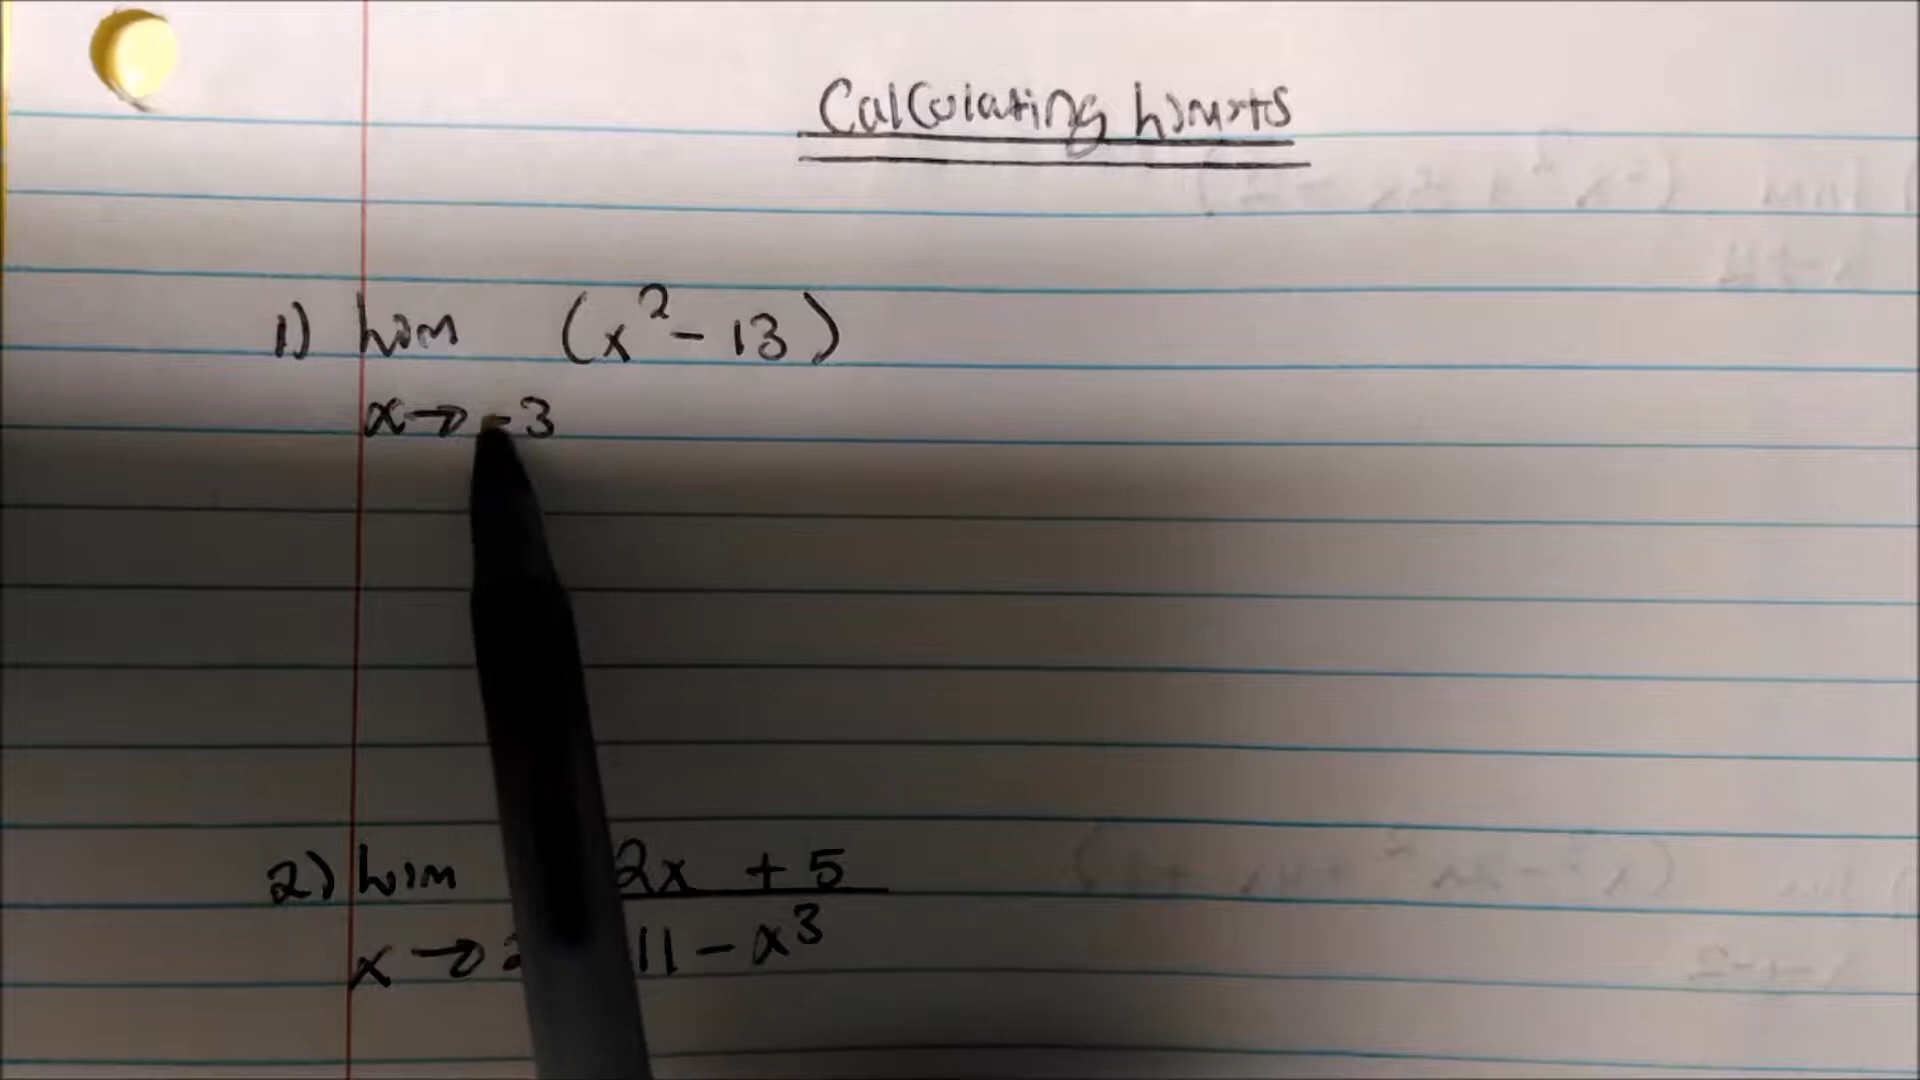 Calculating Limits
1) Lim (x² - 13)
x → -3
2) Lim 2x + 5
x → 11 - x³